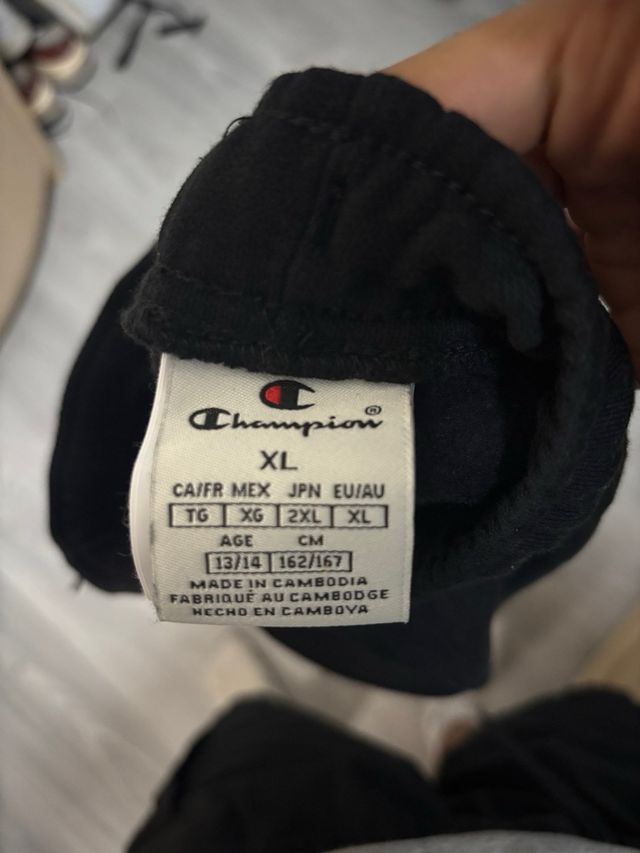 Champion®
XL
CA/FR MEX JPN EU/AU
TG XG 2XL XL
AGE CM
13/14 162/167
MADE IN CAMBODIA
FABRIQUÉ AU CAMBODGE
HECHO EN CAMBOYA